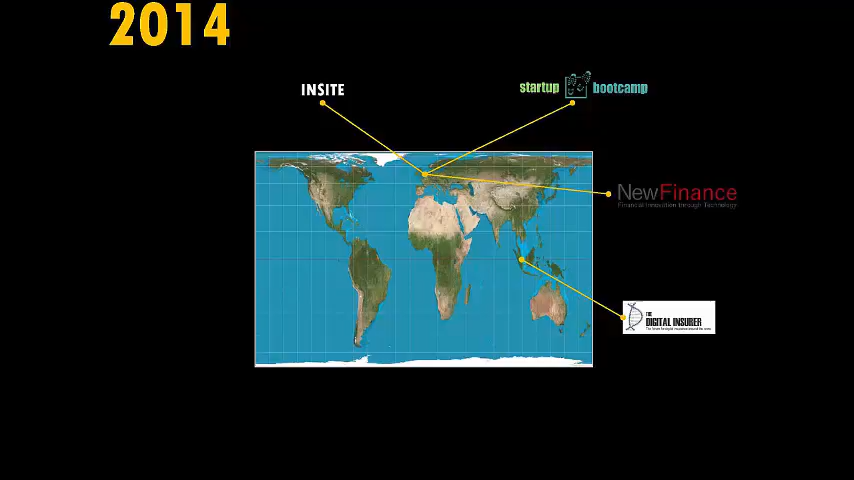 2014
INSITE
startup bootcamp
NewFinance
Financial Innovation through Technology
THE
DIGITAL INSURER